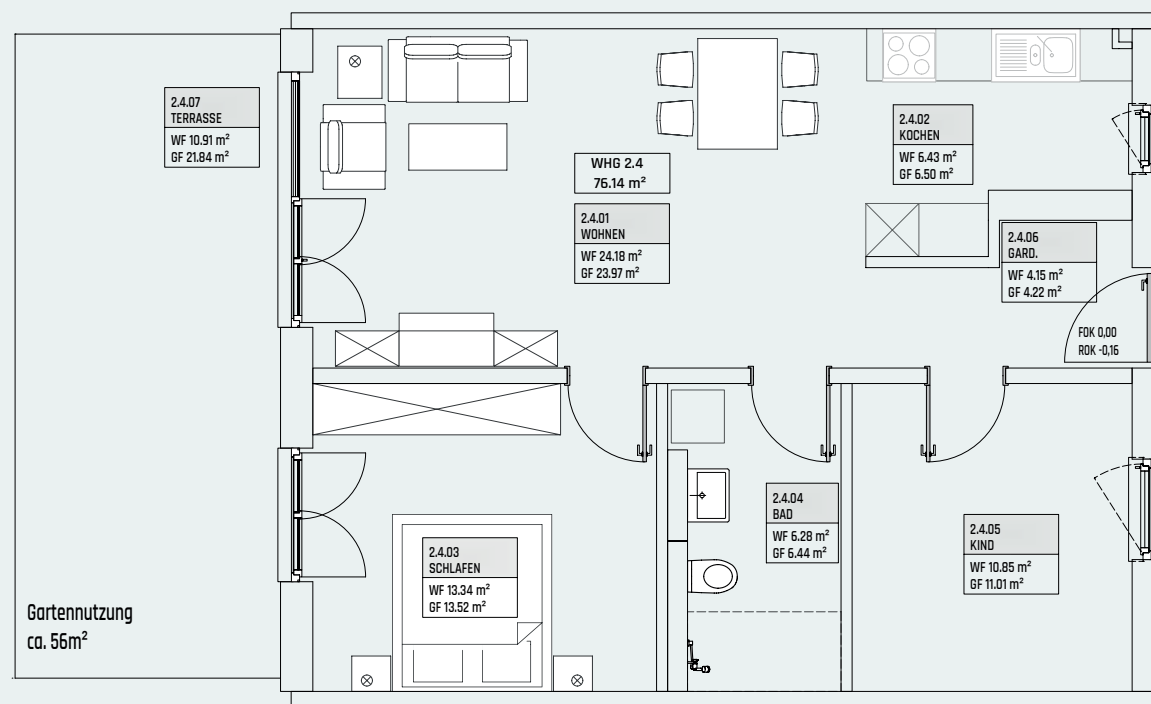 2.4.07
TERRASSE
WF 10.91 m²
GF 21.84 m²
WHG 2.4
76.14 m²
2.4.01
WOHNEN
WF 24.18 m²
GF 23.97 m²
2.4.02
KOCHEN
WF 6.43 m²
GF 6.50 m²
2.4.06
GARD.
WF 4.15 m²
GF 4.22 m²
FOK 0,00
ROK -0,16
2.4.03
SCHLAFEN
WF 13.34 m²
GF 13.52 m²
2.4.04
BAD
WF 6.28 m²
GF 6.44 m²
2.4.05
KIND
WF 10.85 m²
GF 11.01 m²
Gartennutzung
ca. 56m²